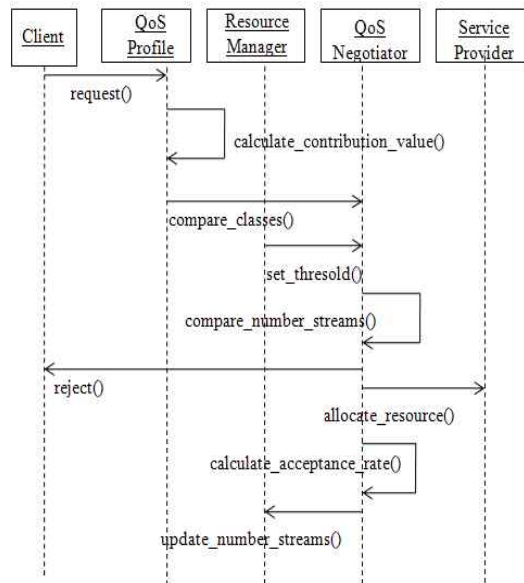 Client
QoS
Profile
Resource
Manager
QoS
Negotiator
Service
Provider
request()
calculate_contribution_value()
compare_classes()
set_thresold()
compare_number_streams()
reject()
allocate_resource()
calculate_acceptance_rate()
update_number_streams()